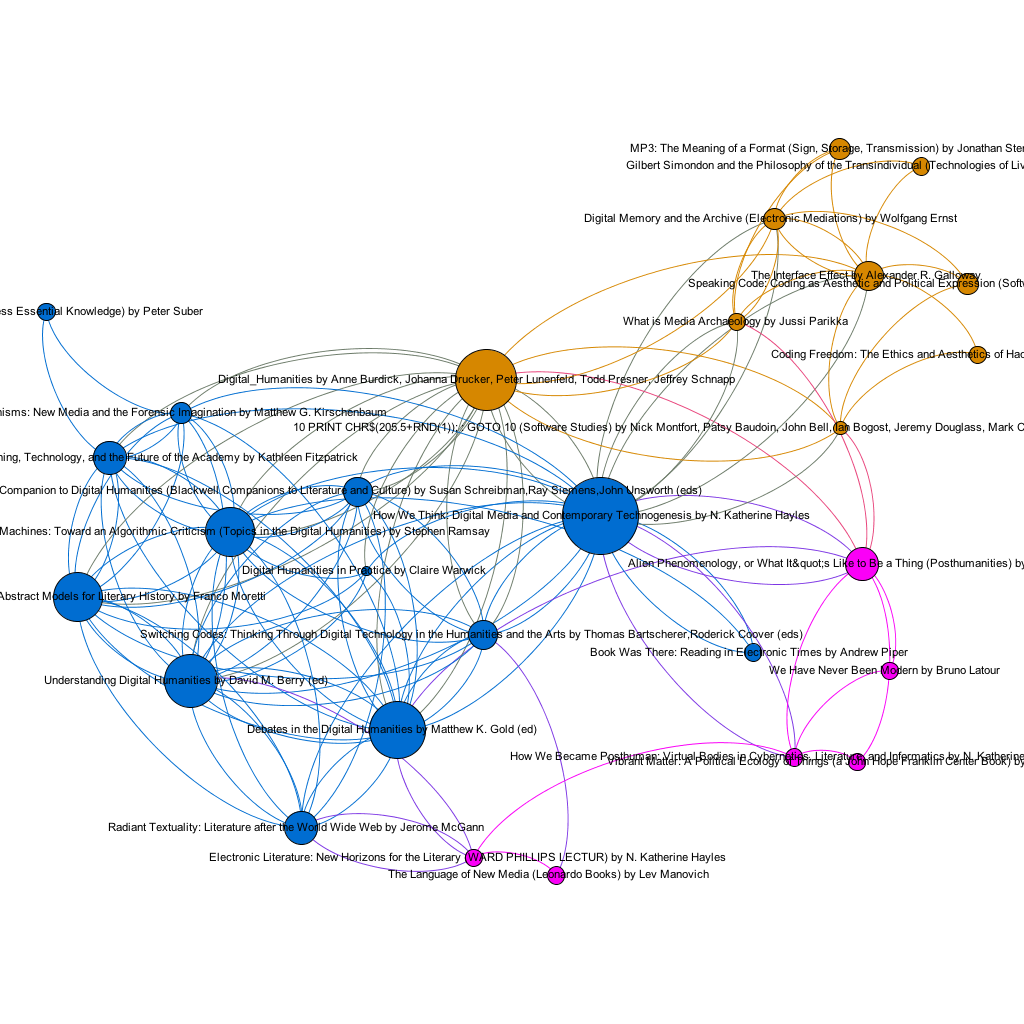 MP3: The Meaning of a Format (Sign, Storage, Transmission) by Jonathan Ster
Gilbert Simondon and the Philosophy of the Transindividual (Technologies of Liv
Digital Memory and the Archive (Electronic Mediations) by Wolfgang Ernst
The Interface Effect by Alexander R. Galloway
Speaking Code: Coding as Aesthetic and Political Expression (Softw
ess Essential Knowledge) by Peter Suber
What is Media Archaeology by Jussi Parikka
Coding Freedom: The Ethics and Aesthetics of Hac
Digital_Humanities by Anne Burdick, Johanna Drucker, Peter Lunenfeld, Todd Presner, Jeffrey Schnapp
nisms: New Media and the Forensic Imagination by Matthew G. Kirschenbaum
10 PRINT CHR$(205.5+RND(1)); : GOTO 10 (Software Studies) by Nick Montfort, Patsy Baudoin, John Bell, Ian Bogost, Jeremy Douglass, Mark C
ning, Technology, and the Future of the Academy by Kathleen Fitzpatrick
Companion to Digital Humanities (Blackwell Companions to Literature and Culture) by Susan Schreibman,Ray Siemens,John Unsworth (eds)
How We Think: Digital Media and Contemporary Technogenesis by N. Katherine Hayles
Machines: Toward an Algorithmic Criticism (Topics in the Digital Humanities) by Stephen Ramsay
Alien Phenomenology, or What It&quot;s Like to Be a Thing (Posthumanities) by
Digital Humanities in Practice by Claire Warwick
Abstract Models for Literary History by Franco Moretti
Switching Codes: Thinking Through Digital Technology in the Humanities and the Arts by Thomas Bartscherer,Roderick Coover (eds)
Book Was There: Reading in Electronic Times by Andrew Piper
We Have Never Been Modern by Bruno Latour
Understanding Digital Humanities by David M. Berry (ed)
Debates in the Digital Humanities by Matthew K. Gold (ed)
How We Became Posthuman: Virtual Bodies in Cybernetics, Literature, and Informatics by N. Katherine
Vibrant Matter: A Political Ecology of Things (a John Hope Franklin Center Book) by
Radiant Textuality: Literature after the World Wide Web by Jerome McGann
Electronic Literature: New Horizons for the Literary (WARD PHILLIPS LECTUR) by N. Katherine Hayles
The Language of New Media (Leonardo Books) by Lev Manovich